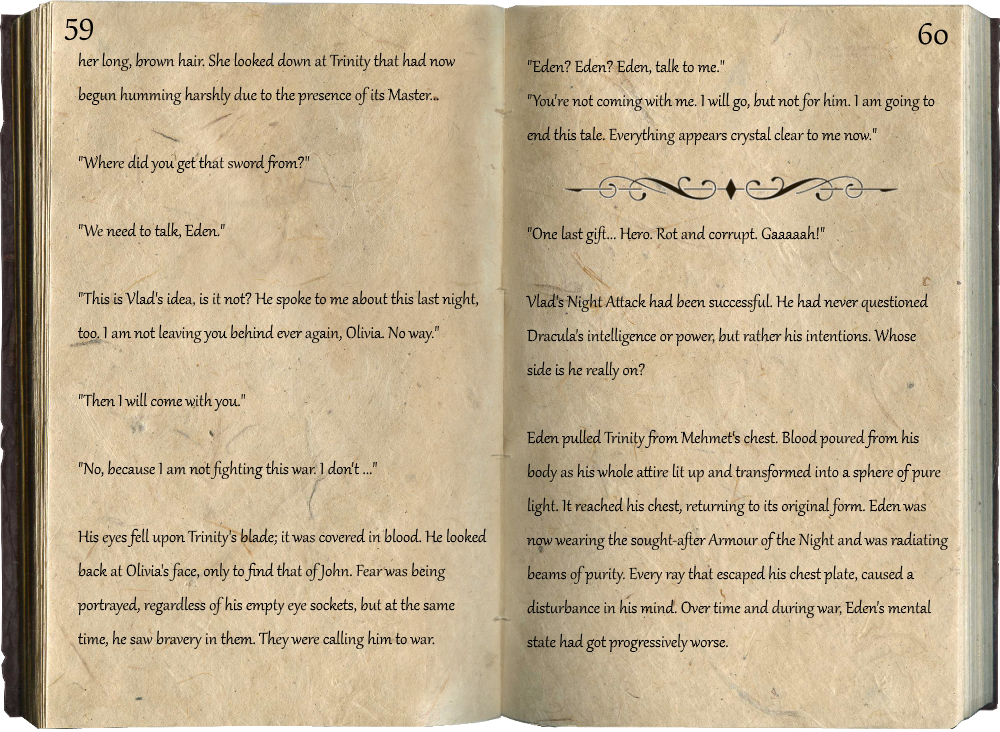 59
her long, brown hair. She looked down at Trinity that had now
begun humming harshly due to the presence of its Master...
"Where did you get that sword from?"
"We need to talk, Eden."
"This is Vlad's idea, is it not? He spoke to me about this last night,
too. I am not leaving you behind ever again, Olivia. No way."
"Then I will come with you."
"No, because I am not fighting this war. I don't ..."
His eyes fell upon Trinity's blade; it was covered in blood. He looked
back at Olivia's face, only to find that of John. Fear was being
portrayed, regardless of his empty eye sockets, but at the same
time, he saw bravery in them. They were calling him to war.
60
"Eden? Eden? Eden, talk to me."
"You're not coming with me. I will go, but not for him. I am going to
end this tale. Everything appears crystal clear to me now."
"One last gift... Hero. Rot and corrupt. Gaaaaah!"
Vlad's Night Attack had been successful. He had never questioned
Dracula's intelligence or power, but rather his intentions. Whose
side is he really on?
Eden pulled Trinity from Mehmet's chest. Blood poured from his
body as his whole attire lit up and transformed into a sphere of pure
light. It reached his chest, returning to its original form. Eden was
now wearing the sought-after Armour of the Night and was radiating
beams of purity. Every ray that escaped his chest plate, caused a
disturbance in his mind. Over time and during war, Eden's mental
state had got progressively worse.